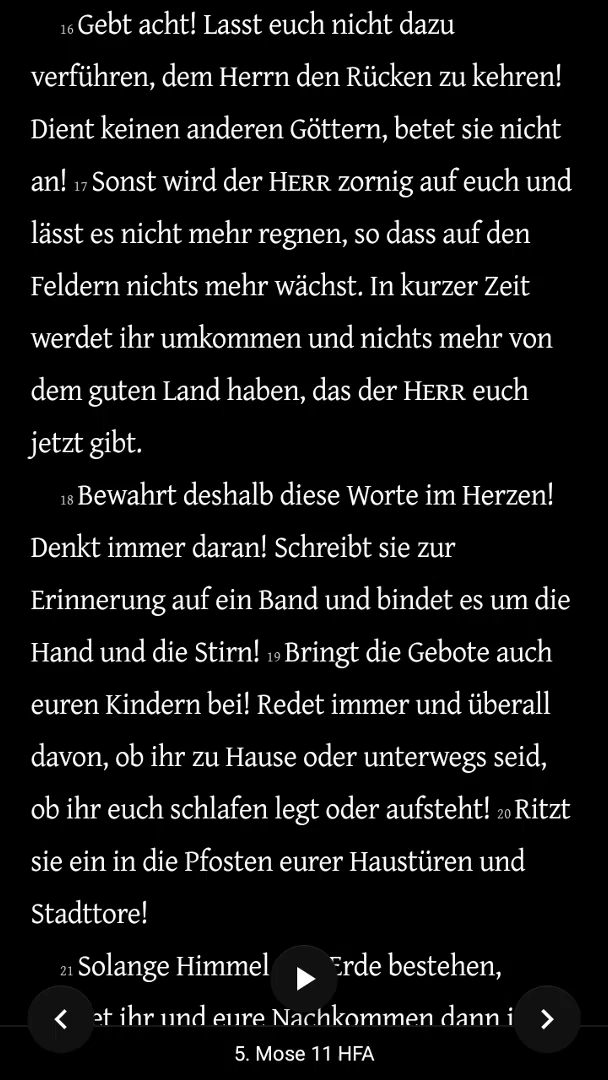 16 Gebt acht! Lasst euch nicht dazu
verführen, dem Herrn den Rücken zu kehren!
Dient keinen anderen Göttern, betet sie nicht
an! 17 Sonst wird der HERR zornig auf euch und
lässt es nicht mehr regnen, so dass auf den
Feldern nichts mehr wächst. In kurzer Zeit
werdet ihr umkommen und nichts mehr von
dem guten Land haben, das der HERR euch
jetzt gibt.
18 Bewahrt deshalb diese Worte im Herzen!
Denkt immer daran! Schreibt sie zur
Erinnerung auf ein Band und bindet es um die
Hand und die Stirn! 19 Bringt die Gebote auch
euren Kindern bei! Redet immer und überall
davon, ob ihr zu Hause oder unterwegs seid,
ob ihr euch schlafen legt oder aufsteht! 20 Ritzt
sie ein in die Pfosten eurer Haustüren und
Stadttore!
21 Solange Himmel Erde bestehen,
ihr und eure Nachkommen dann
5. Mose 11 HFA